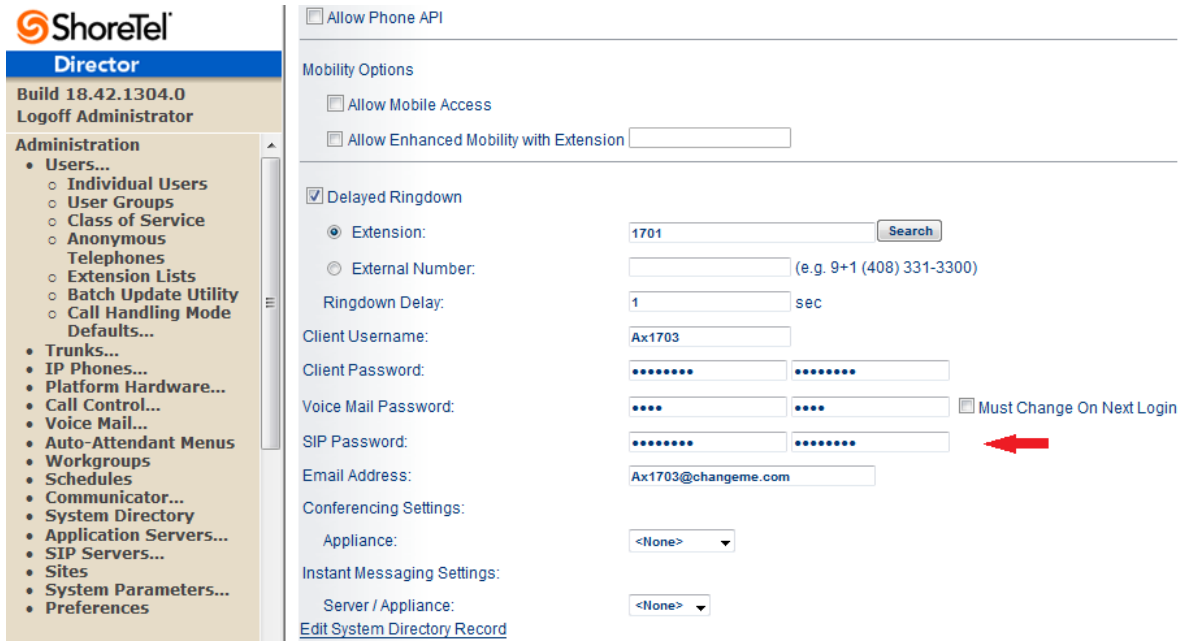 ShoreTel
Director
Build 18.42.1304.0
Logoff Administrator
Administration
Users...
Individual Users
User Groups
Class of Service
Anonymous
Telephones
Extension Lists
Batch Update Utility
Call Handling Mode
Defaults...
Trunks...
IP Phones...
Platform Hardware...
Call Control...
Voice Mail...
Auto-Attendant Menus
Workgroups
Schedules
Communicator...
System Directory
Application Servers...
SIP Servers...
Sites
System Parameters...
Preferences
Allow Phone API
Mobility Options
Allow Mobile Access
Allow Enhanced Mobility with Extension
Delayed Ringdown
Extension: 1701 Search
External Number: (e.g. 9+1 (408) 331-3300)
Ringdown Delay: 1 sec
Client Username: Ax1703
Client Password: •••••••• ••••••••
Voice Mail Password: •••• •••• Must Change On Next Login
SIP Password: •••••••• ••••••••
Email Address: Ax1703@changeme.com
Conferencing Settings:
Appliance: <None>
Instant Messaging Settings:
Server / Appliance: <None>
Edit System Directory Record